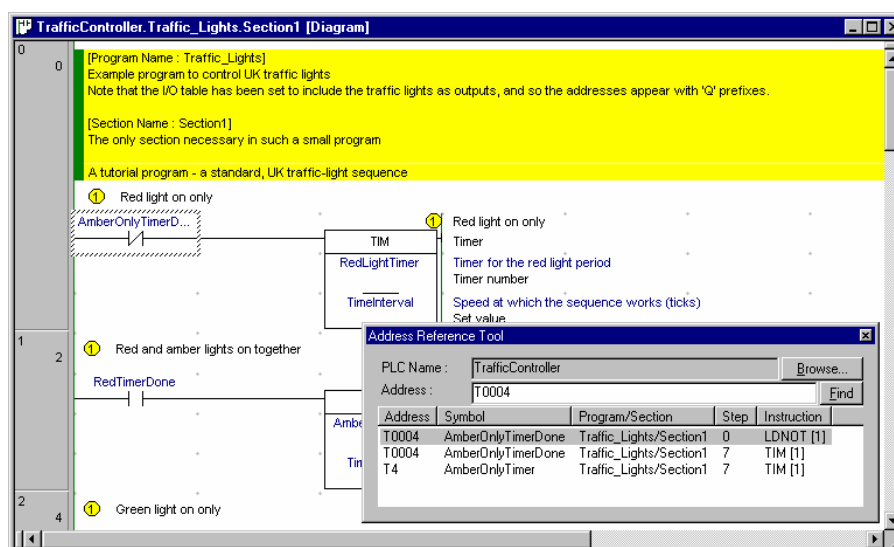 TrafficController.Traffic_Lights.Section1 [Diagram]
0
0
[Program Name : Traffic_Lights]
Example program to control UK traffic lights
Note that the I/O table has been set to include the traffic lights as outputs, and so the addresses appear with 'Q' prefixes.
[Section Name : Section1]
The only section necessary in such a small program
A tutorial program - a standard, UK traffic-light sequence
1 Red light on only
AmberOnlyTimerD...
1 Red light on only
TIM Timer
RedLightTimer Timer for the red light period
Timer number
TimeInterval Speed at which the sequence works (ticks)
Set value
1
2
1 Red and amber lights on together
RedTimerDone
Ambe
Tim
2
4
1 Green light on only
Address Reference Tool
PLC Name : TrafficController Browse...
Address : T0004 Find
Address Symbol Program/Section Step Instruction
T0004 AmberOnlyTimerDone Traffic_Lights/Section1 0 LDNOT [1]
T0004 AmberOnlyTimerDone Traffic_Lights/Section1 7 TIM [1]
T4 AmberOnlyTimer Traffic_Lights/Section1 7 TIM [1]